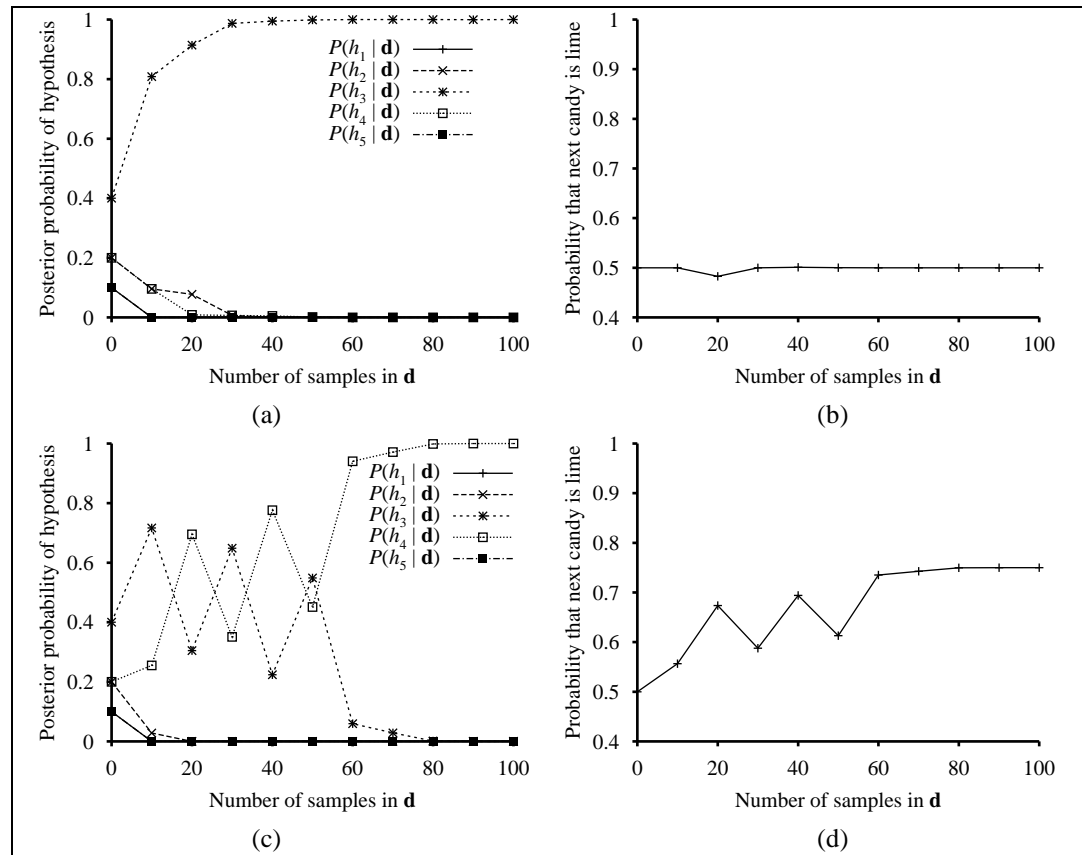 Posterior probability of hypothesis
1
0.8
0.6
0.4
0.2
0
P(h1 | d)
P(h2 | d)
P(h3 | d)
P(h4 | d)
P(h5 | d)
0 20 40 60 80 100
Number of samples in d
(a)
Probability that next candy is lime
1
0.9
0.8
0.7
0.6
0.5
0.4
0 20 40 60 80 100
Number of samples in d
(b)
Posterior probability of hypothesis
1
0.8
0.6
0.4
0.2
0
P(h1 | d)
P(h2 | d)
P(h3 | d)
P(h4 | d)
P(h5 | d)
0 20 40 60 80 100
Number of samples in d
(c)
Probability that next candy is lime
1
0.9
0.8
0.7
0.6
0.5
0.4
0 20 40 60 80 100
Number of samples in d
(d)